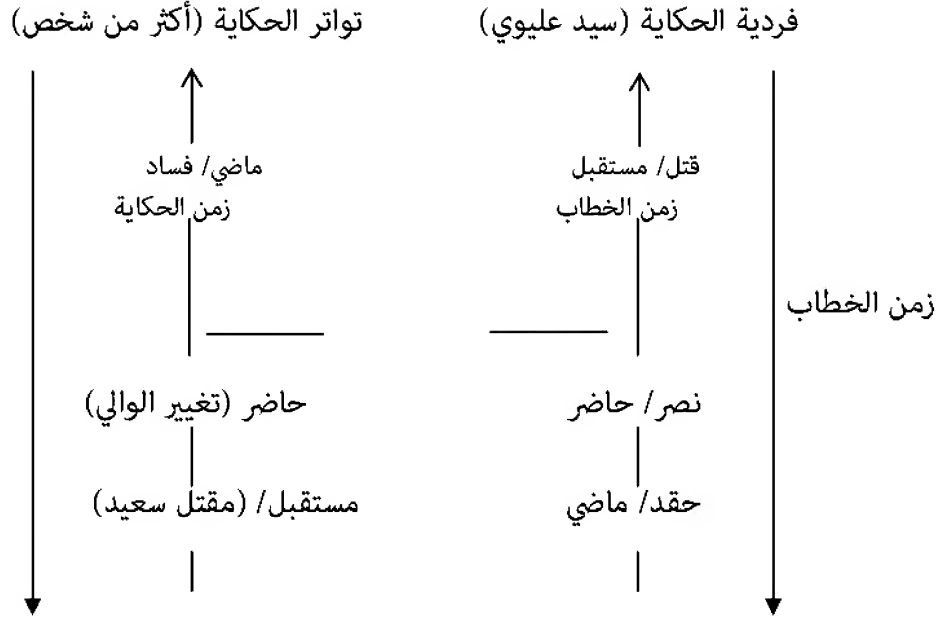 فردية الحكاية (سيد عليوي)
تواتر الحكاية (أكثر من شخص)
قتل/ مستقبل
ماضي/ فساد
زمن الخطاب
زمن الحكاية
زمن الخطاب
نصر/ حاضر
حاضر (تغيير الوالي)
حقد/ ماضي
مستقبل/ (مقتل سعيد)